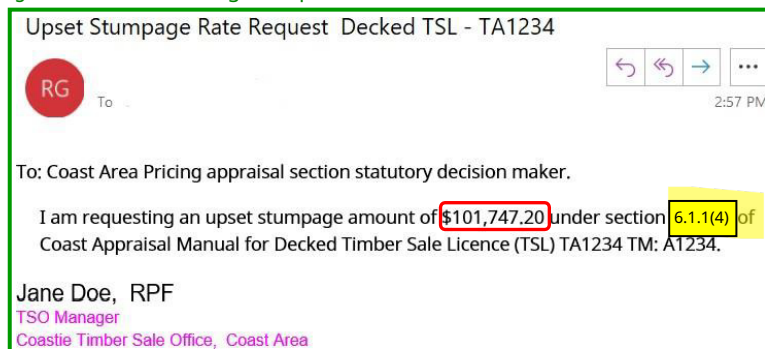 Upset Stumpage Rate Request Decked TSL - TA1234
RG
To
2:57 PM
To: Coast Area Pricing appraisal section statutory decision maker.
I am requesting an upset stumpage amount of $101,747.20 under section 6.1.1(4) of
Coast Appraisal Manual for Decked Timber Sale Licence (TSL) TA1234 TM: A1234.
Jane Doe, RPF
TSO Manager
Coastie Timber Sale Office, Coast Area